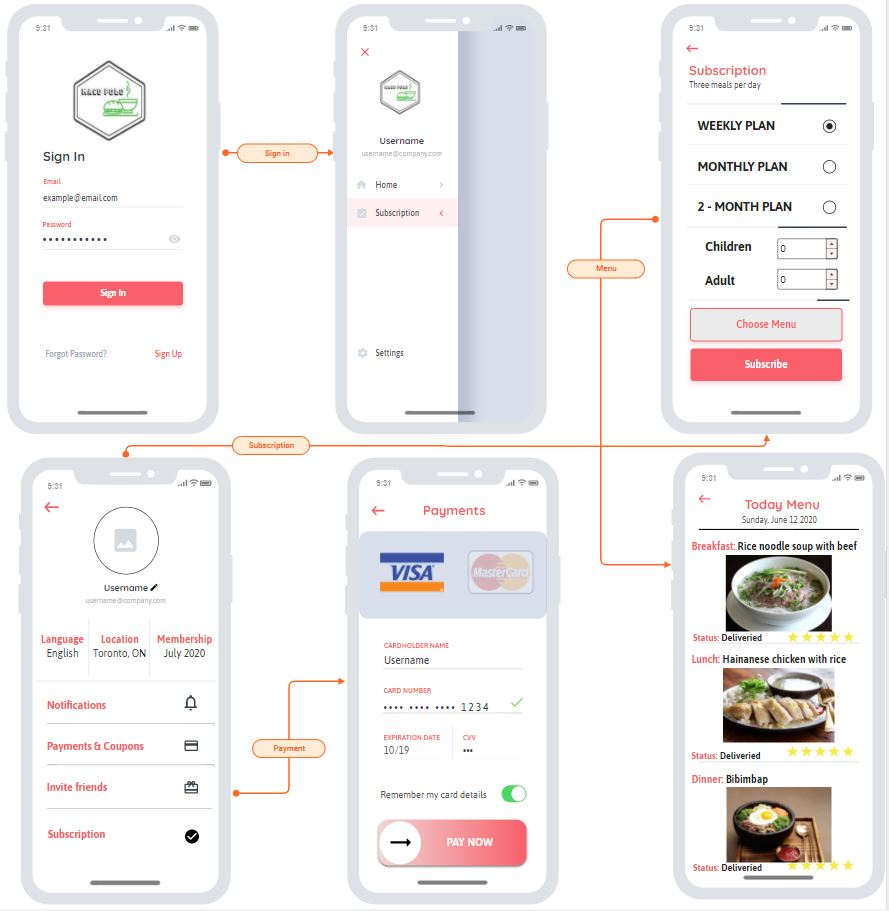 9:31
MACO POLO
Sign In
Email
example@email.com
Password
Sign In
Forgot Password?
Sign Up
Sign in
9:31
MACO POLO
Username
username@company.com
Home
Subscription
Settings
9:31
Subscription
Three meals per day
WEEKLY PLAN
MONTHLY PLAN
2 - MONTH PLAN
Children
0
Adult
0
Choose Menu
Subscribe
Menu
Subscription
9:31
Username
username@company.com
Language
English
Location
Toronto, ON
Membership
July 2020
Notifications
Payments & Coupons
Invite friends
Subscription
Payment
9:31
Payments
VISA
MasterCard
CARDHOLDER NAME
Username
CARD NUMBER
•••• •••• •••• 1234
EXPIRATION DATE
10/19
CVV
•••
Remember my card details
PAY NOW
9:31
Today Menu
Sunday, June 12 2020
Breakfast: Rice noodle soup with beef
Status: Deliveried
Lunch: Hainanese chicken with rice
Status: Deliveried
Dinner: Bibimbap
Status: Deliveried